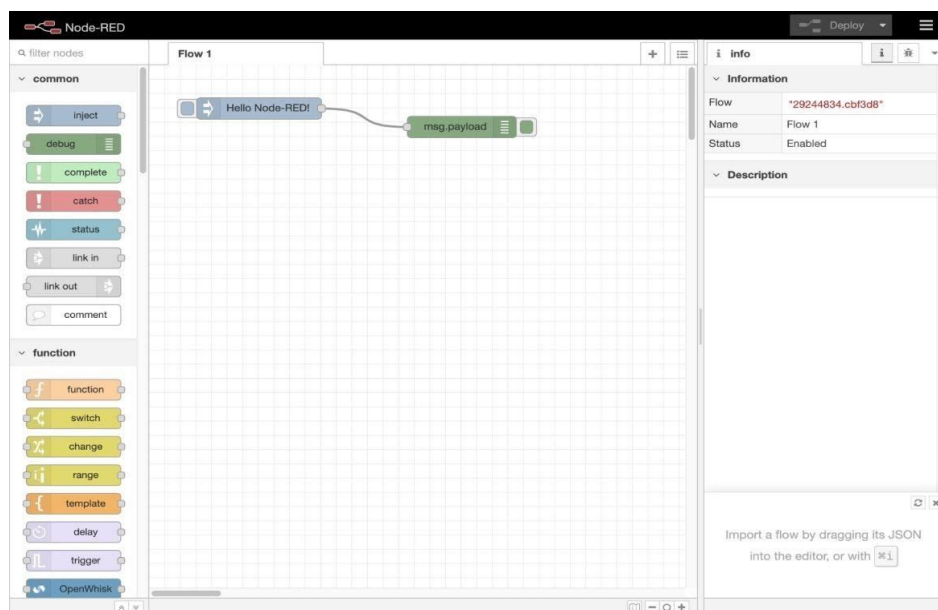 Node-RED
Deploy
filter nodes
common
inject
debug
complete
catch
status
link in
link out
comment
function
function
switch
change
range
template
delay
trigger
OpenWhisk
Flow 1
Hello Node-RED!
msg.payload
i info
i
Information
Flow "29244834.cbf3d8"
Name Flow 1
Status Enabled
Description
Import a flow by dragging its JSON
into the editor, or with ⌘i